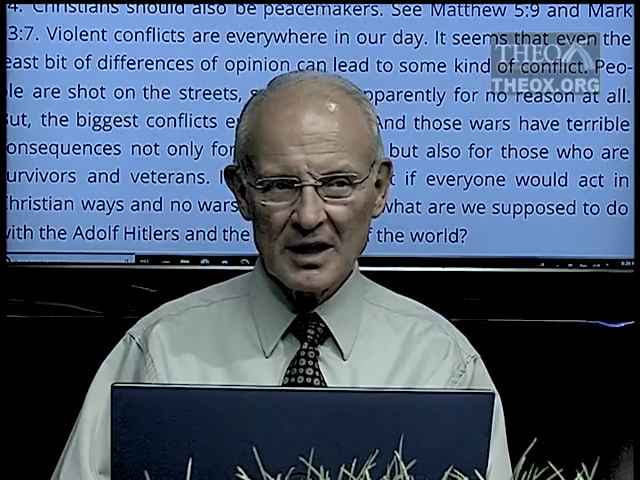 4. Christians should also be peacemakers. See Matthew 5:9 and Mark
3:7. Violent conflicts are everywhere in our day. It seems that even the
east bit of differences of opinion can lead to some kind of conflict. Peo-
ple are shot on the streets, apparently for no reason at all.
But, the biggest conflicts And those wars have terrible
onsequences not only for but also for those who are
urvivors and veterans. if everyone would act in
Christian ways and no wars what are we supposed to do
with the Adolf Hitlers and the of the world?
THEO
THEOX.ORG